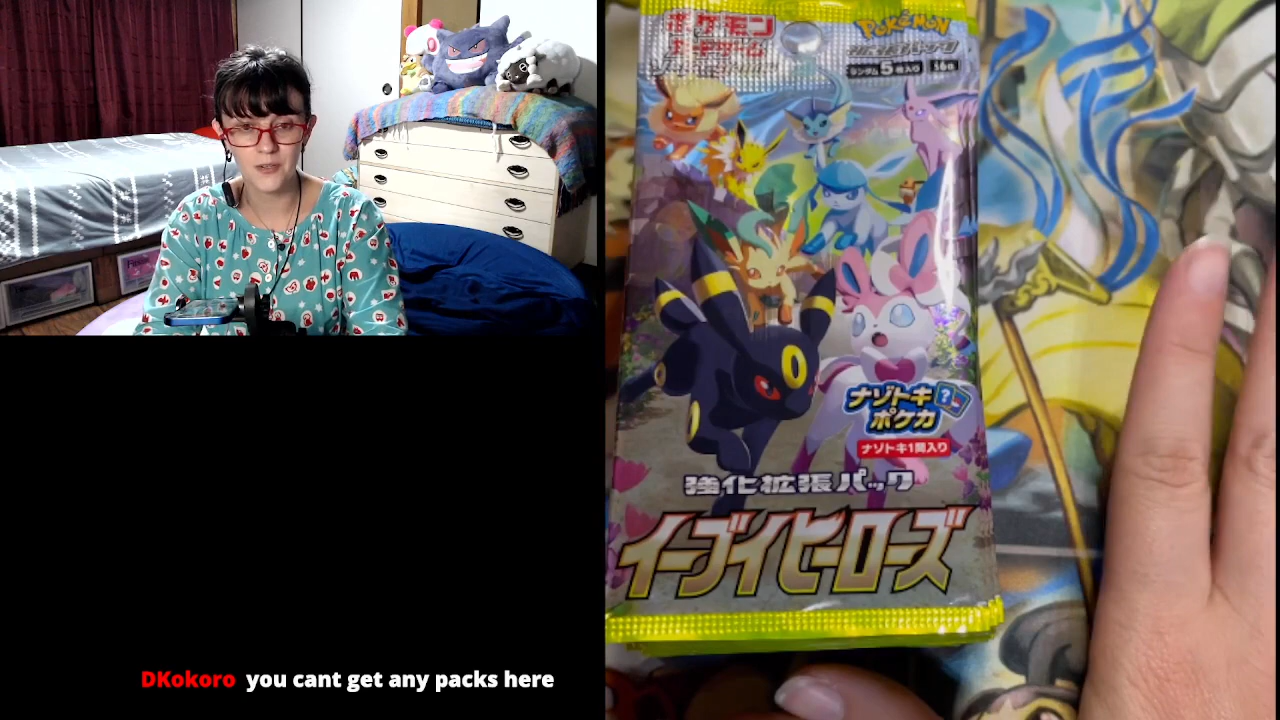 ポケモン
カードゲーム
Pokémon
ランダム5枚入り S6a
ナゾトキ
ポケカ
?
ナゾトキ1問入り
強化拡張パック
イーブイヒーローズ
DKokoro you cant get any packs here